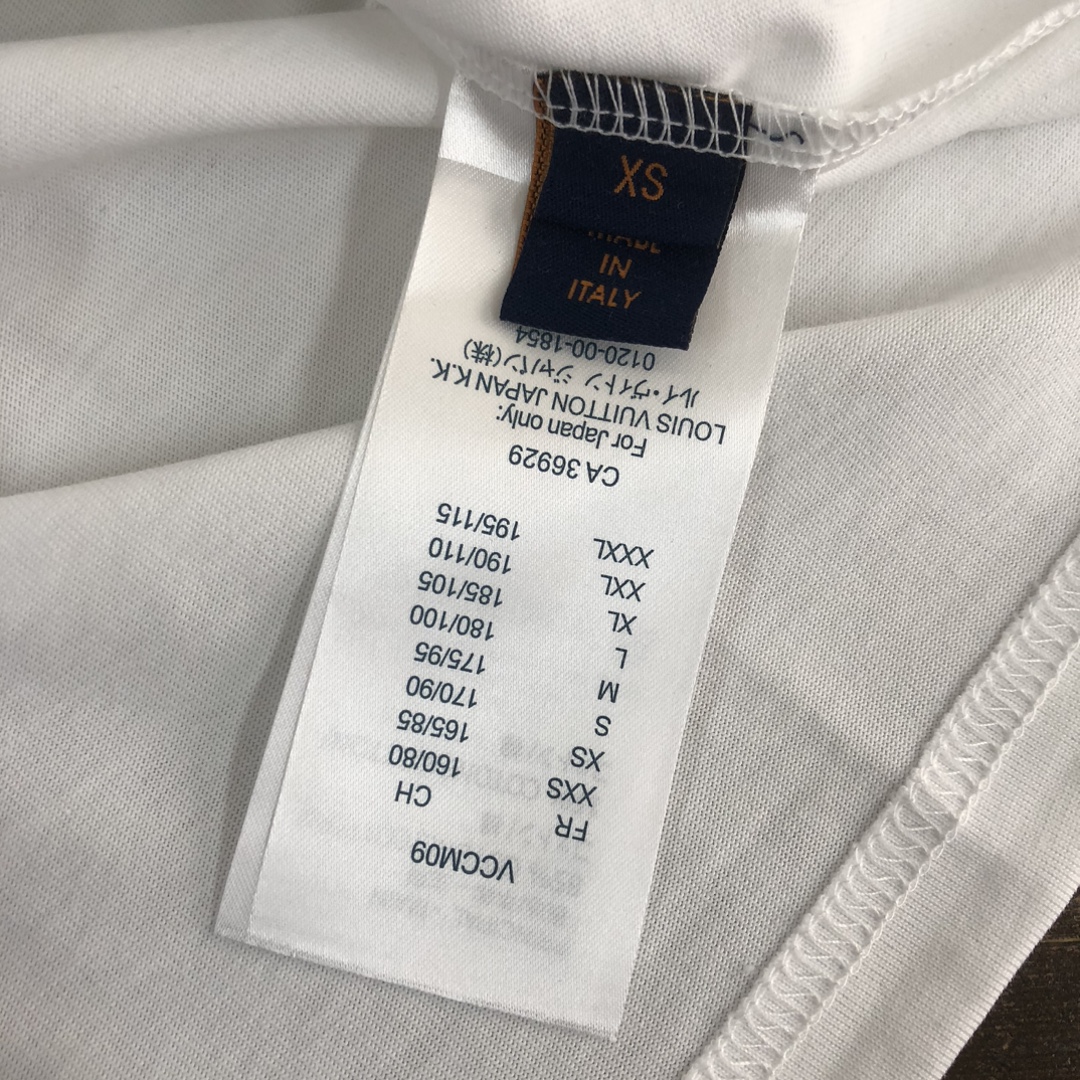 XS
MADE
IN
ITALY
VCCM09
FR CH
XXS 160/80
XS 165/85
S 170/90
M 175/95
L 180/100
XL 185/105
XXL 190/110
XXXL 195/115
CA 36929
For Japan only:
LOUIS VUITTON JAPAN K.K.
ルイ・ヴィトン ジャパン(株)
0120-00-1854